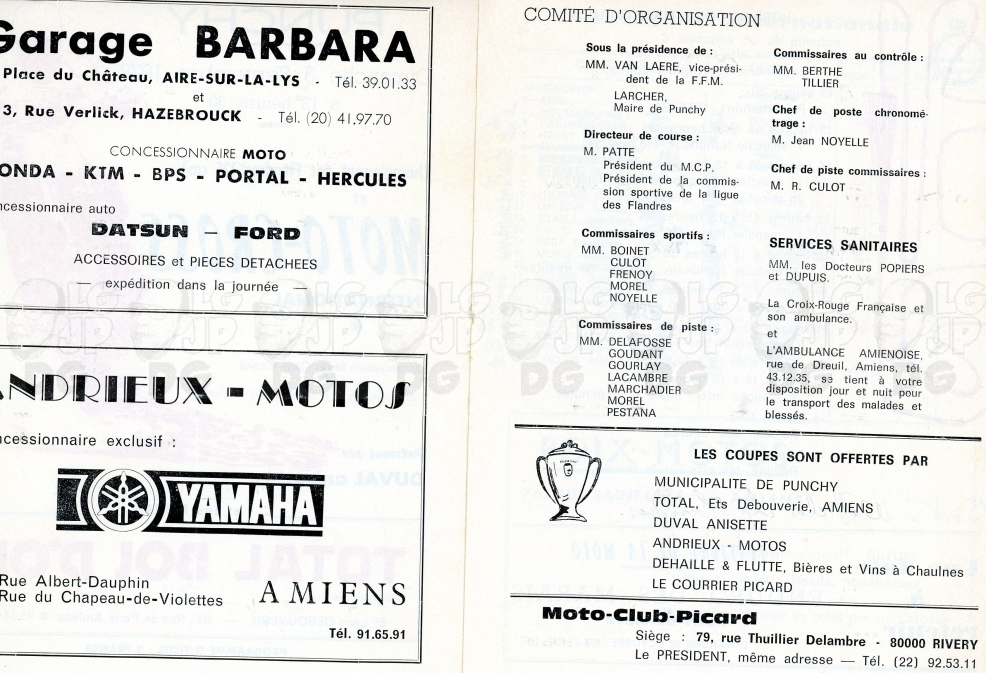 Garage BARBARA
Place du Château, AIRE-SUR-LA-LYS - Tél. 39.01.33
et
3, Rue Verlick, HAZEBROUCK - Tél. (20) 41.97.70
CONCESSIONNAIRE MOTO
ONDA - KTM - BPS - PORTAL - HERCULES
ncessionnaire auto
DATSUN - FORD
ACCESSOIRES et PIECES DETACHEES
— expédition dans la journée —
ANDRIEUX - MOTOS
ncessionnaire exclusif :
YAMAHA
Rue Albert-Dauphin
Rue du Chapeau-de-Violettes
AMIENS
Tél. 91.65.91
COMITÉ D'ORGANISATION
Sous la présidence de :
MM. VAN LAERE, vice-prési-
dent de la F.F.M.
LARCHER,
Maire de Punchy
Directeur de course :
M. PATTE
Président du M.C.P.
Président de la commis-
sion sportive de la ligue
des Flandres
Commissaires sportifs :
MM. BOINET
CULOT
FRENOY
MOREL
NOYELLE
Commissaires de piste :
MM. DELAFOSSE
GOUDANT
GOURLAY
LACAMBRE
MARCHADIER
MOREL
PESTANA
Commissaires au contrôle :
MM. BERTHE
TILLIER
Chef de poste chronomé-
trage :
M. Jean NOYELLE
Chef de piste commissaires :
M. R. CULOT
SERVICES SANITAIRES
MM. les Docteurs POPIERS
et DUPUIS.
La Croix-Rouge Française et
son ambulance.
et
L'AMBULANCE AMIENOISE,
rue de Dreuil, Amiens, tél.
43.12.35, se tient à votre
disposition jour et nuit pour
le transport des malades et
blessés.
LES COUPES SONT OFFERTES PAR
MUNICIPALITE DE PUNCHY
TOTAL, Ets Debouverie, AMIENS
DUVAL ANISETTE
ANDRIEUX - MOTOS
DEHAILLE & FLUTTE, Bières et Vins à Chaulnes
LE COURRIER PICARD
Moto-Club-Picard
Siège : 79, rue Thuillier Delambre - 80000 RIVERY
Le PRESIDENT, même adresse — Tél. (22) 92.53.11